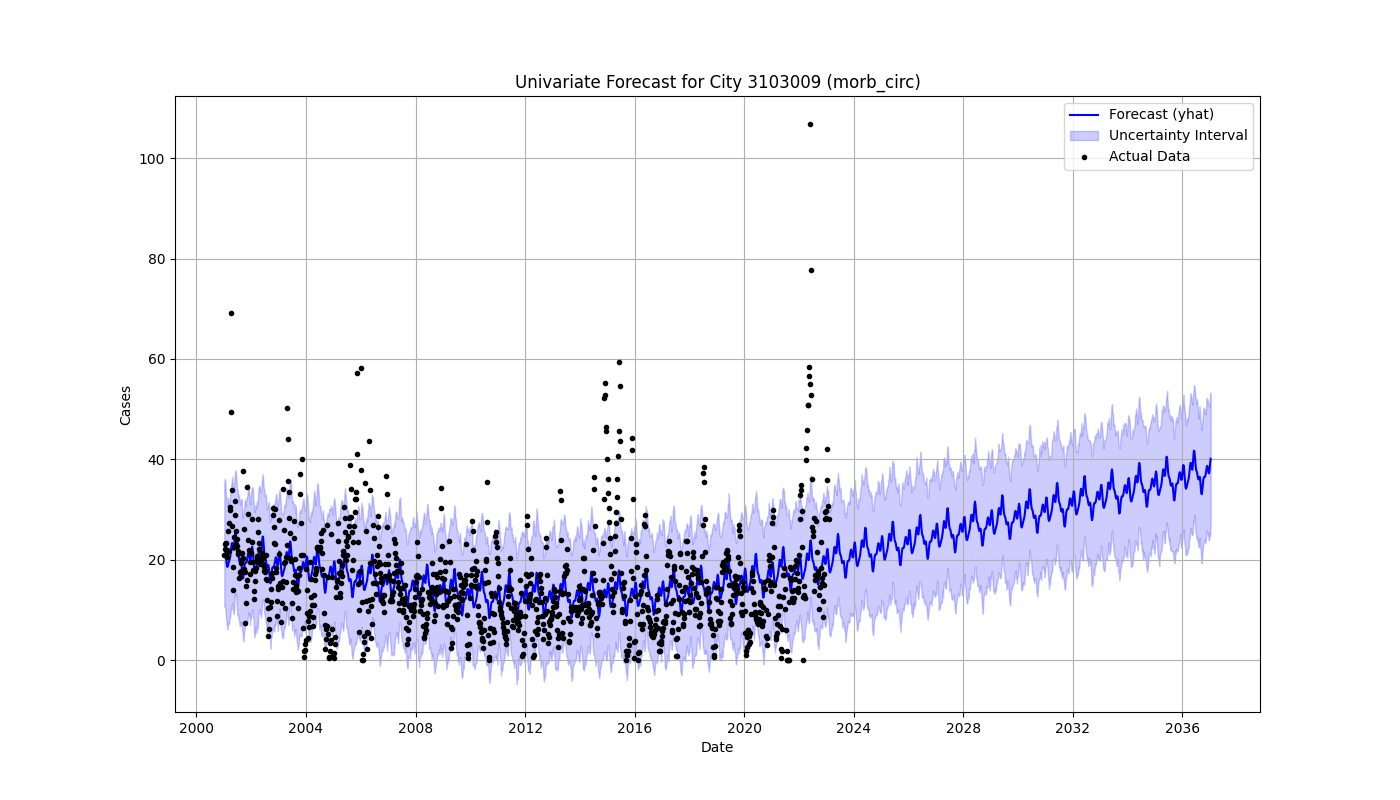 Univariate Forecast for City 3103009 (morb_circ)
Forecast (yhat)
Uncertainty Interval
Actual Data
Cases
100
80
60
40
20
0
2000 2004 2008 2012 2016 2020 2024 2028 2032 2036
Date